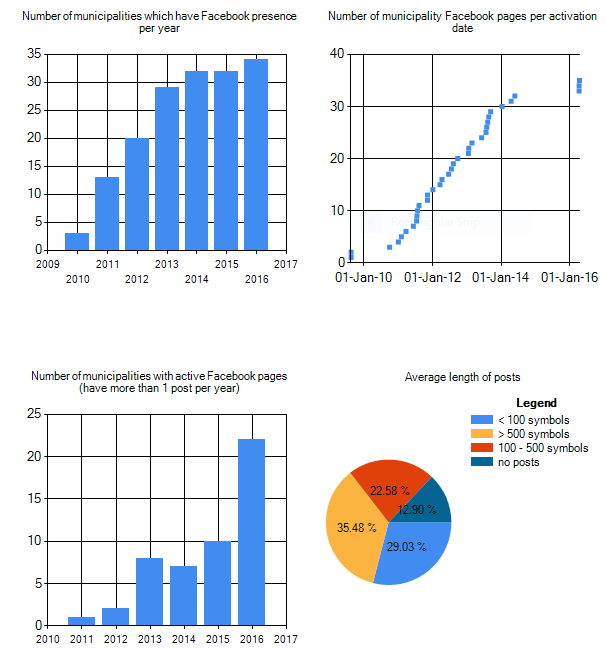 Number of municipalities which have Facebook presence
per year
35
30
25
20
15
10
5
0
2009 2011 2013 2015 2017
2010 2012 2014 2016
Number of municipality Facebook pages per activation
date
40
30
20
10
0
01-Jan-10 01-Jan-12 01-Jan-14 01-Jan-16
Number of municipalities with active Facebook pages
(have more than 1 post per year)
25
20
15
10
5
0
2010 2011 2012 2013 2014 2015 2016 2017
Average length of posts
Legend
< 100 symbols
> 500 symbols
100 - 500 symbols
no posts
22.58 %
12.90 %
35.48 %
29.03 %